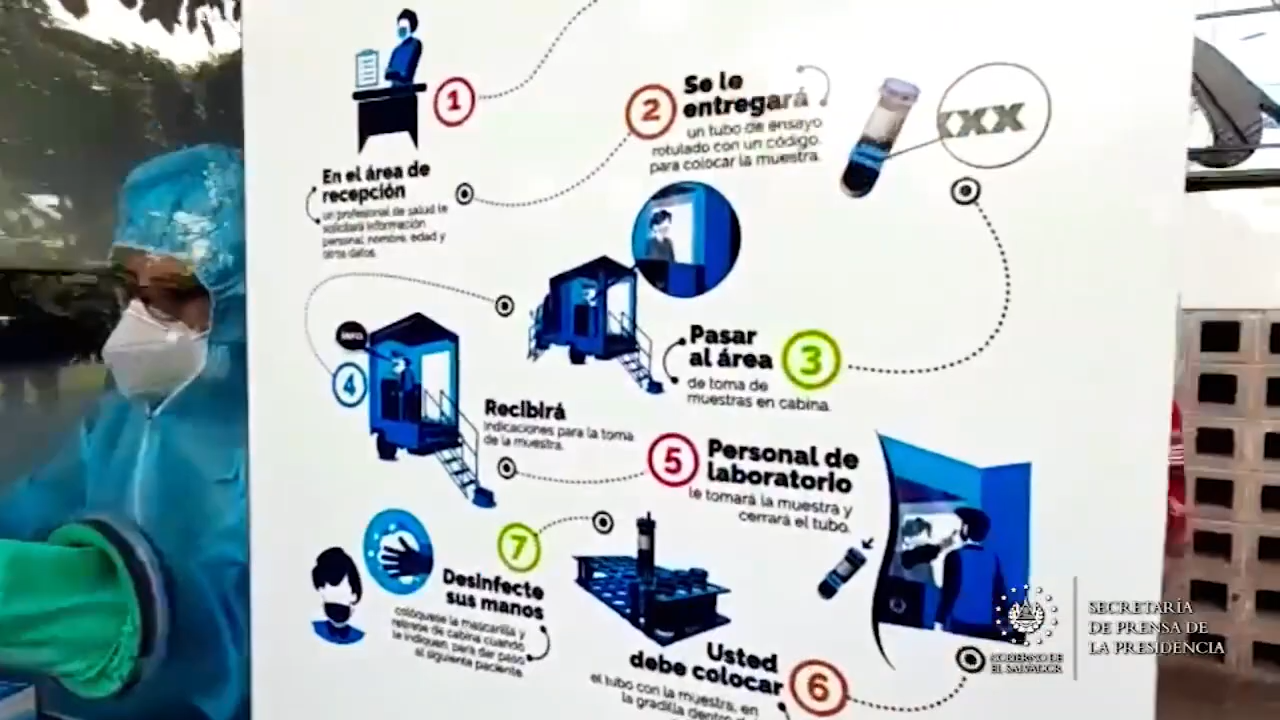 1
En el área de
recepción
un profesional de salud le
solicitará información
personal, nombre, edad y
otros datos.
2
Se le
entregará
un tubo de ensayo
rotulado con un código,
para colocar la muestra.
XXX
Pasar
al área
3
de toma de
muestras en cabina.
INFO
4
Recibirá
indicaciones para la toma
de la muestra.
5
Personal de
laboratorio
le tomará la muestra y
cerrará el tubo.
7
Desinfecte
sus manos
colóquese la mascarilla y
retírese de cabina cuando
le indiquen, para dar paso
al siguiente paciente.
Usted
debe colocar
6
el tubo con la muestra, en
la gradilla dentro
GOBIERNO DE
EL SALVADOR
SECRETARÍA
DE PRENSA DE
LA PRESIDENCIA